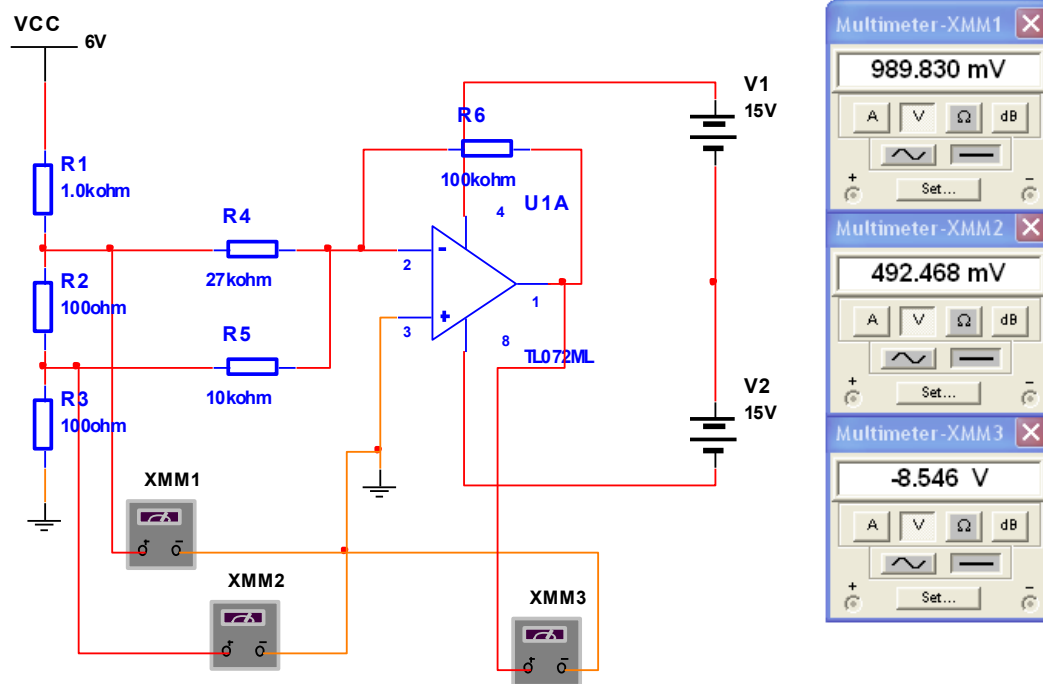 VCC
6V
R1
1.0kohm
R2
100ohm
R3
100ohm
R4
27kohm
R5
10kohm
R6
100kohm
U1A
4
2
3
1
8
TL072ML
-
+
V1
15V
V2
15V
XMM1
XMM2
XMM3
Multimeter-XMM1
989.830 mV
A V Ω dB
+ Set... -
Multimeter-XMM2
492.468 mV
A V Ω dB
+ Set... -
Multimeter-XMM3
-8.546 V
A V Ω dB
+ Set... -